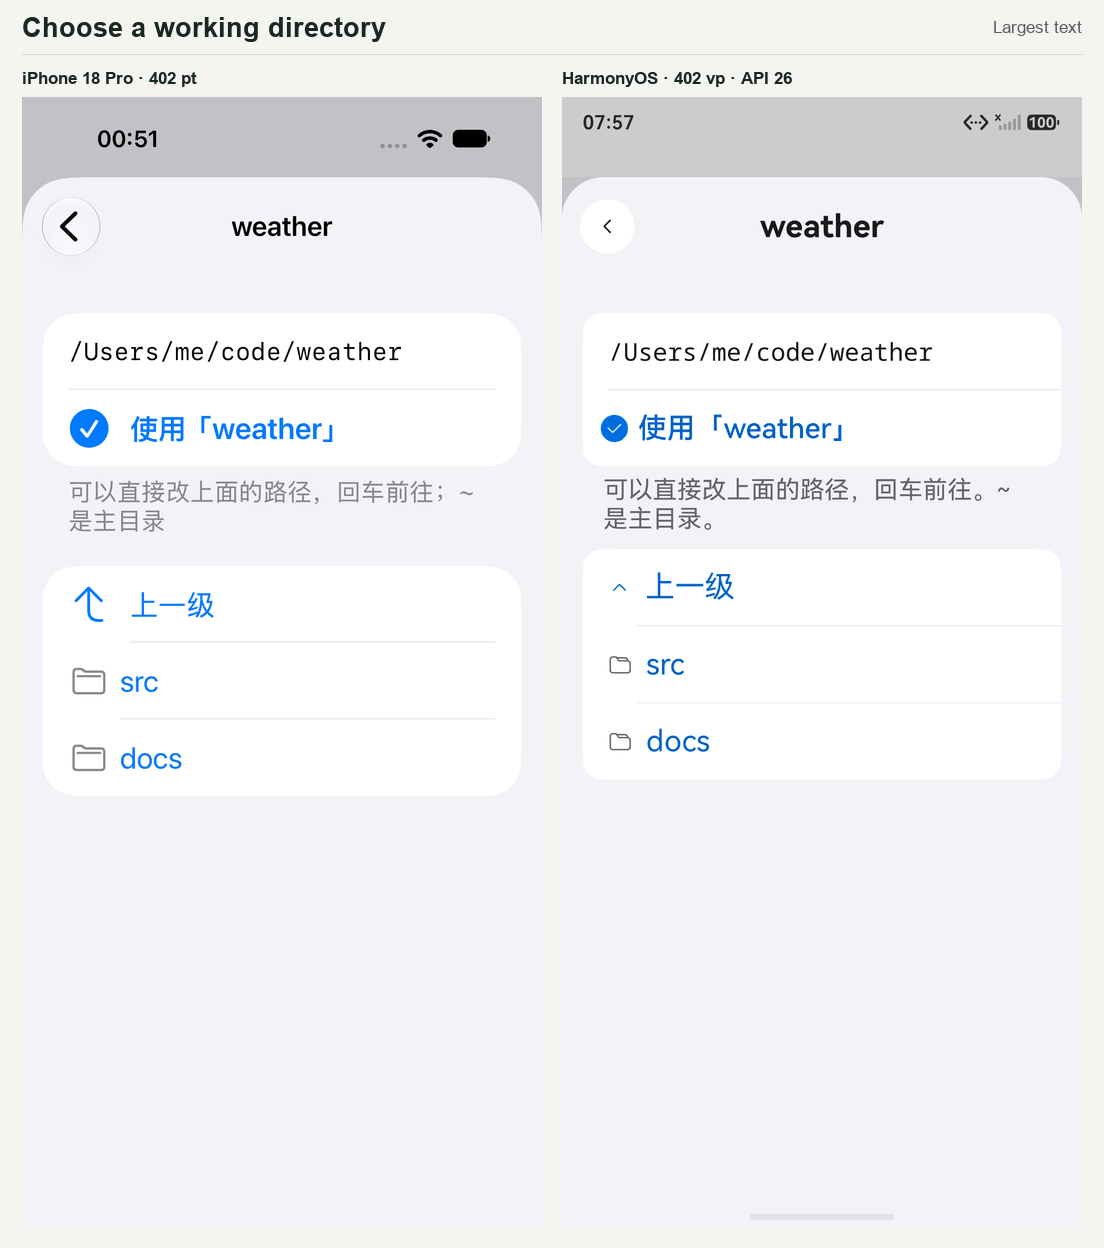 Choose a working directory
Largest text
iPhone 18 Pro · 402 pt
00:51
weather
/Users/me/code/weather
使用「weather」
可以直接改上面的路径，回车前往；~
是主目录
上一级
src
docs
HarmonyOS · 402 vp · API 26
07:57
100
weather
/Users/me/code/weather
使用「weather」
可以直接改上面的路径，回车前往。~
是主目录。
上一级
src
docs